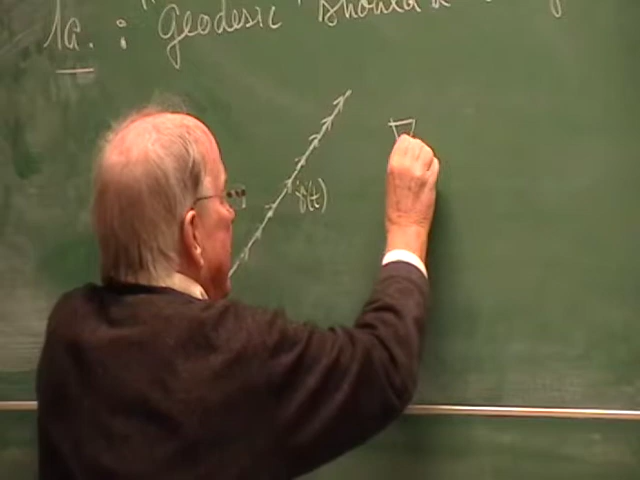 1a. : "Geodesic" should
γ(t)
∇